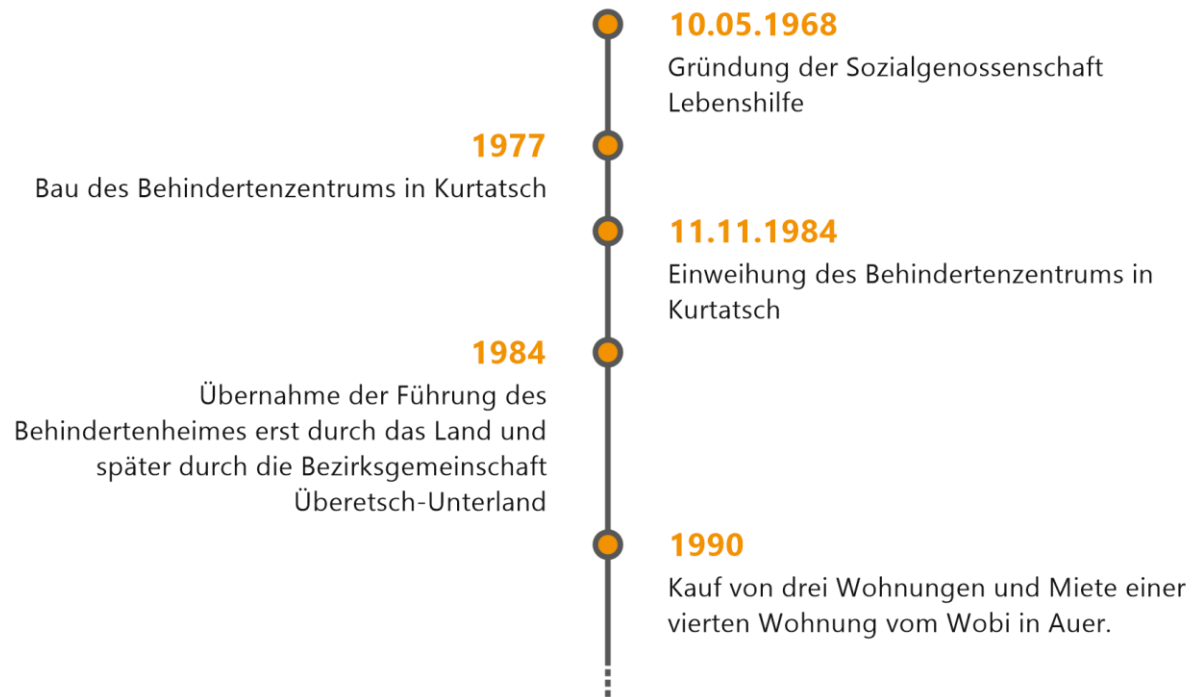 10.05.1968
Gründung der Sozialgenossenschaft
Lebenshilfe
1977
Bau des Behindertenzentrums in Kurtatsch
11.11.1984
Einweihung des Behindertenzentrums in
Kurtatsch
1984
Übernahme der Führung des
Behindertenheimes erst durch das Land und
später durch die Bezirksgemeinschaft
Überetsch-Unterland
1990
Kauf von drei Wohnungen und Miete einer
vierten Wohnung vom Wobi in Auer.